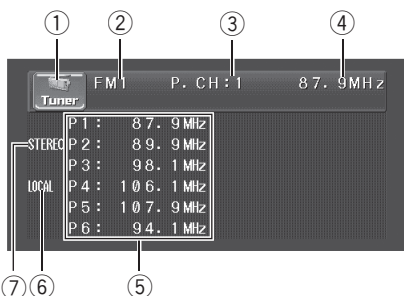 ① ② ③ ④
Tuner FM1 P.CH:1 87.9MHz
P1: 87.9MHz
STEREO P2: 89.9MHz
P3: 98.1MHz
LOCAL P4: 106.1MHz
P5: 107.9MHz
P6: 94.1MHz
⑦ ⑥ ⑤